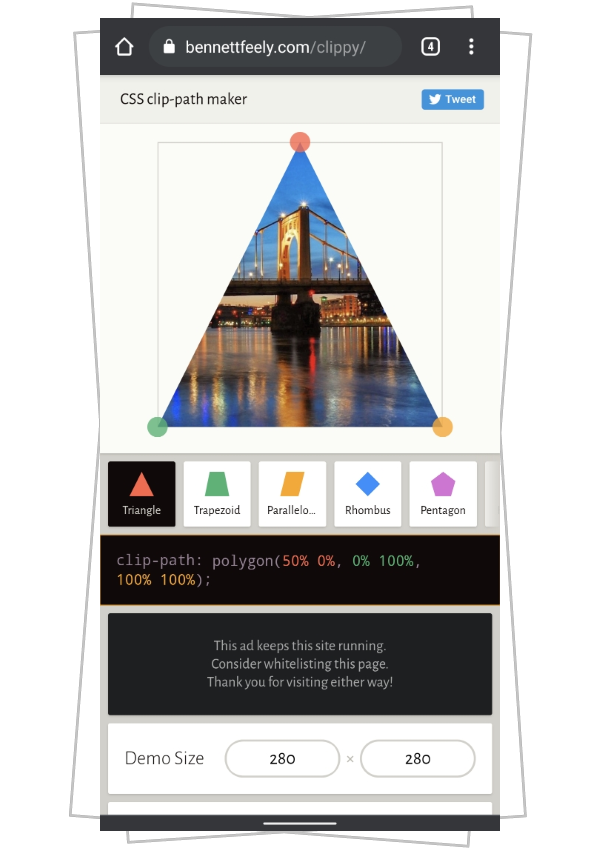 bennettfeely.com/clippy/
4
CSS clip-path maker
Tweet
Triangle
Trapezoid
Parallelo...
Rhombus
Pentagon
clip-path: polygon(50% 0%, 0% 100%,
100% 100%);
This ad keeps this site running.
Consider whitelisting this page.
Thank you for visiting either way!
Demo Size
280
×
280